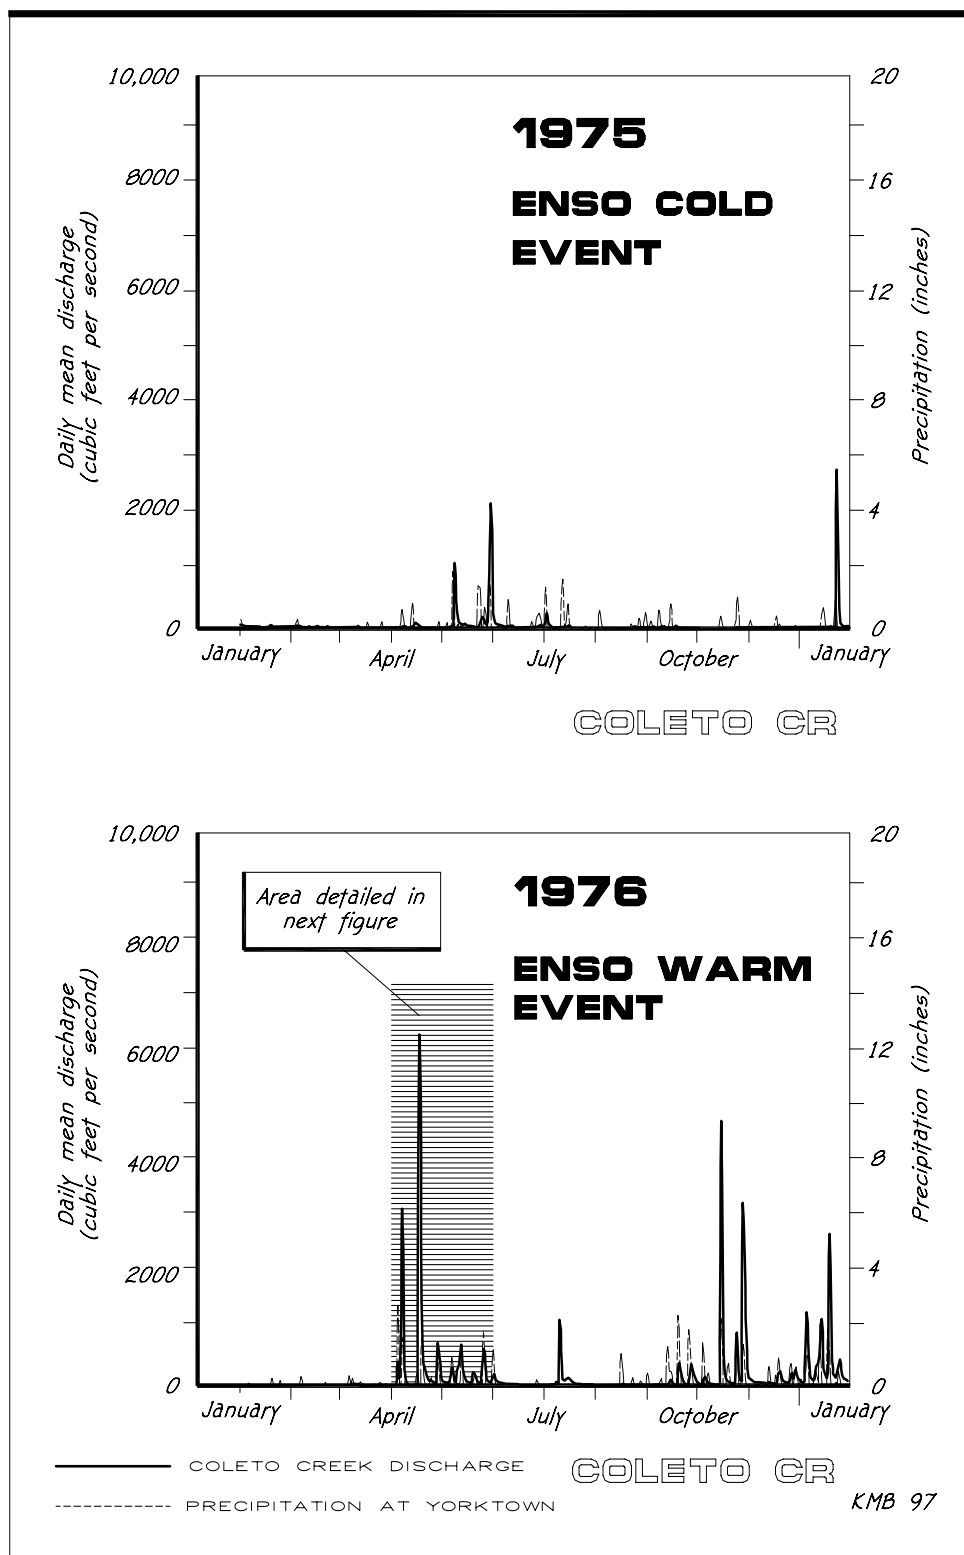 10,000
20
1975
8000
16
ENSO COLD
EVENT
Daily mean discharge
(cubic feet per second)
Precipitation (inches)
6000
12
4000
8
2000
4
0
0
January
April
July
October
January
COLETO CR
10,000
20
Area detailed in
next figure
1976
8000
16
ENSO WARM
EVENT
Daily mean discharge
(cubic feet per second)
Precipitation (inches)
6000
12
4000
8
2000
4
0
0
January
April
July
October
January
COLETO CREEK DISCHARGE
COLETO CR
PRECIPITATION AT YORKTOWN
KMB 97